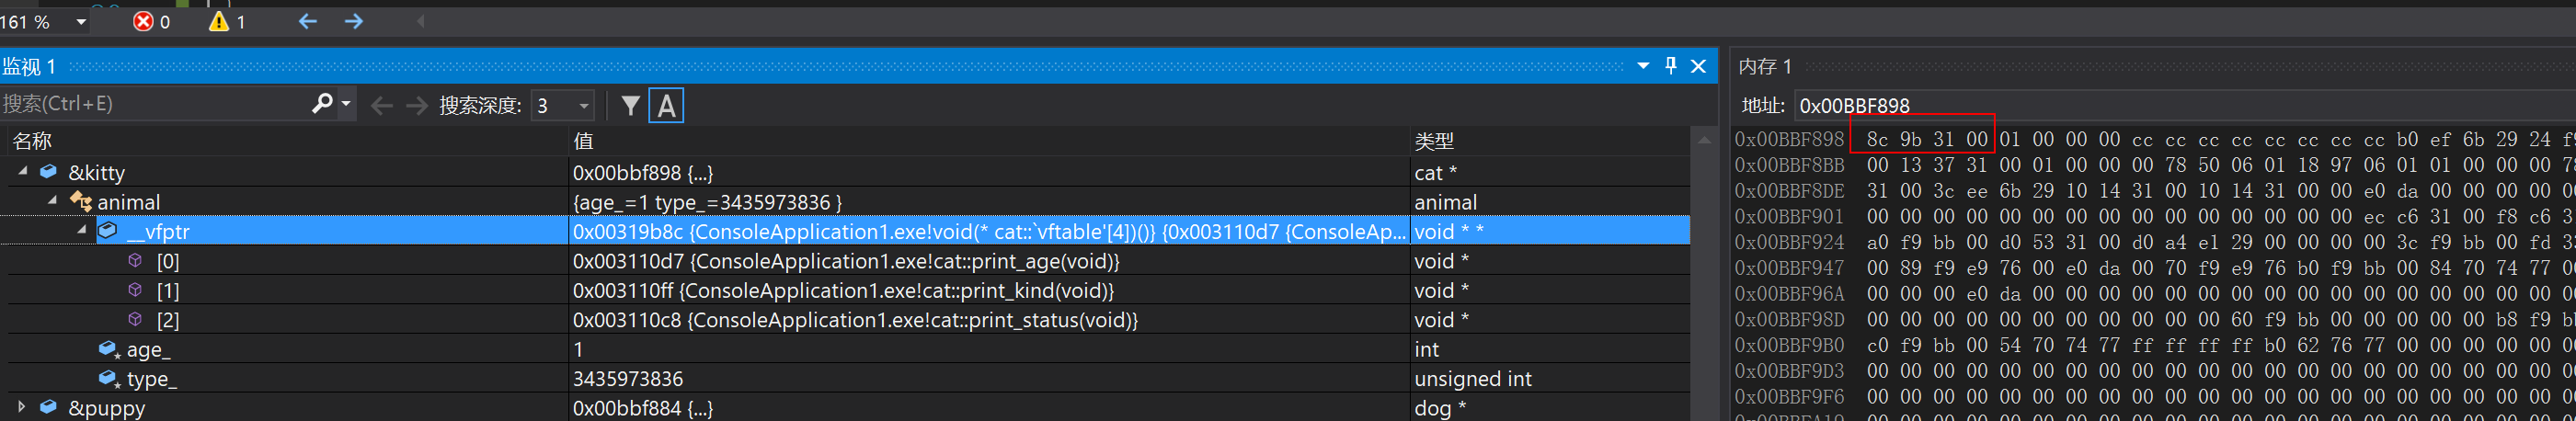 161 % 0 1
监视 1
搜索(Ctrl+E) 搜索深度: 3 A
名称 值 类型
&kitty 0x00bbf898 {...} cat *
animal {age_=1 type_=3435973836 } animal
__vfptr 0x00319b8c {ConsoleApplication1.exe!void(* cat::`vftable'[4])()} {0x003110d7 {ConsoleAp... void * *
[0] 0x003110d7 {ConsoleApplication1.exe!cat::print_age(void)} void *
[1] 0x003110ff {ConsoleApplication1.exe!cat::print_kind(void)} void *
[2] 0x003110c8 {ConsoleApplication1.exe!cat::print_status(void)} void *
age_ 1 int
type_ 3435973836 unsigned int
&puppy 0x00bbf884 {...} dog *
内存 1
地址: 0x00BBF898
0x00BBF898 8c 9b 31 00 01 00 00 00 cc cc cc cc cc cc cc cc b0 ef 6b 29 24
0x00BBF8BB 00 13 37 31 00 01 00 00 00 78 50 06 01 18 97 06 01 01 00 00 00
0x00BBF8DE 31 00 3c ee 6b 29 10 14 31 00 10 14 31 00 00 e0 da 00 00 00 00 00
0x00BBF901 00 00 00 00 00 00 00 00 00 00 00 00 00 00 00 ec c6 31 00 f8 c6
0x00BBF924 a0 f9 bb 00 d0 53 31 00 d0 a4 e1 29 00 00 00 00 3c f9 bb 00 fd
0x00BBF947 00 89 f9 e9 76 00 e0 da 00 70 f9 e9 76 b0 f9 bb 00 84 70 74 77
0x00BBF96A 00 00 00 e0 da 00 00 00 00 00 00 00 00 00 00 00 00 00 00 00 00
0x00BBF98D 00 00 00 00 00 00 00 00 00 00 00 00 60 f9 bb 00 00 00 00 00 b8 f9
0x00BBF9B0 c0 f9 bb 00 54 70 74 77 ff ff ff ff b0 62 76 77 00 00 00 00 00
0x00BBF9D3 00 00 00 00 00 00 00 00 00 00 00 00 00 00 00 00 00 00 00 00 00
0x00BBF9F6 00 00 00 00 00 00 00 00 00 00 00 00 00 00 00 00 00 00 00 00 00